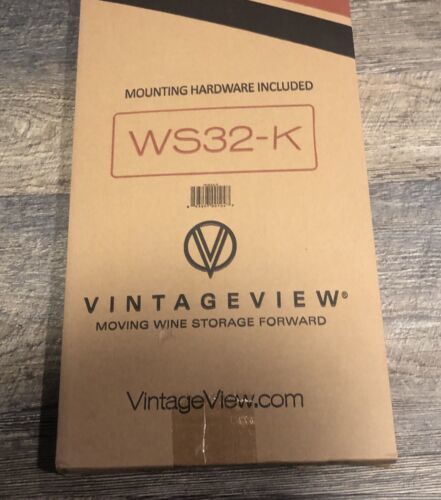 MOUNTING HARDWARE INCLUDED
WS32-K
VINTAGEVIEW®
MOVING WINE STORAGE FORWARD
VintageView.com